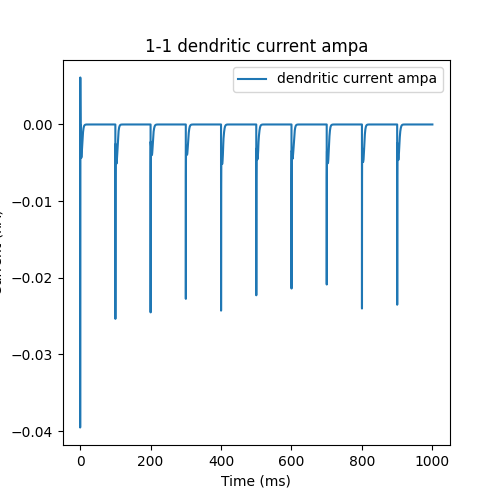 1-1 dendritic current ampa
dendritic current ampa
0.00
−0.01
−0.02
−0.03
−0.04
0 200 400 600 800 1000
Time (ms)